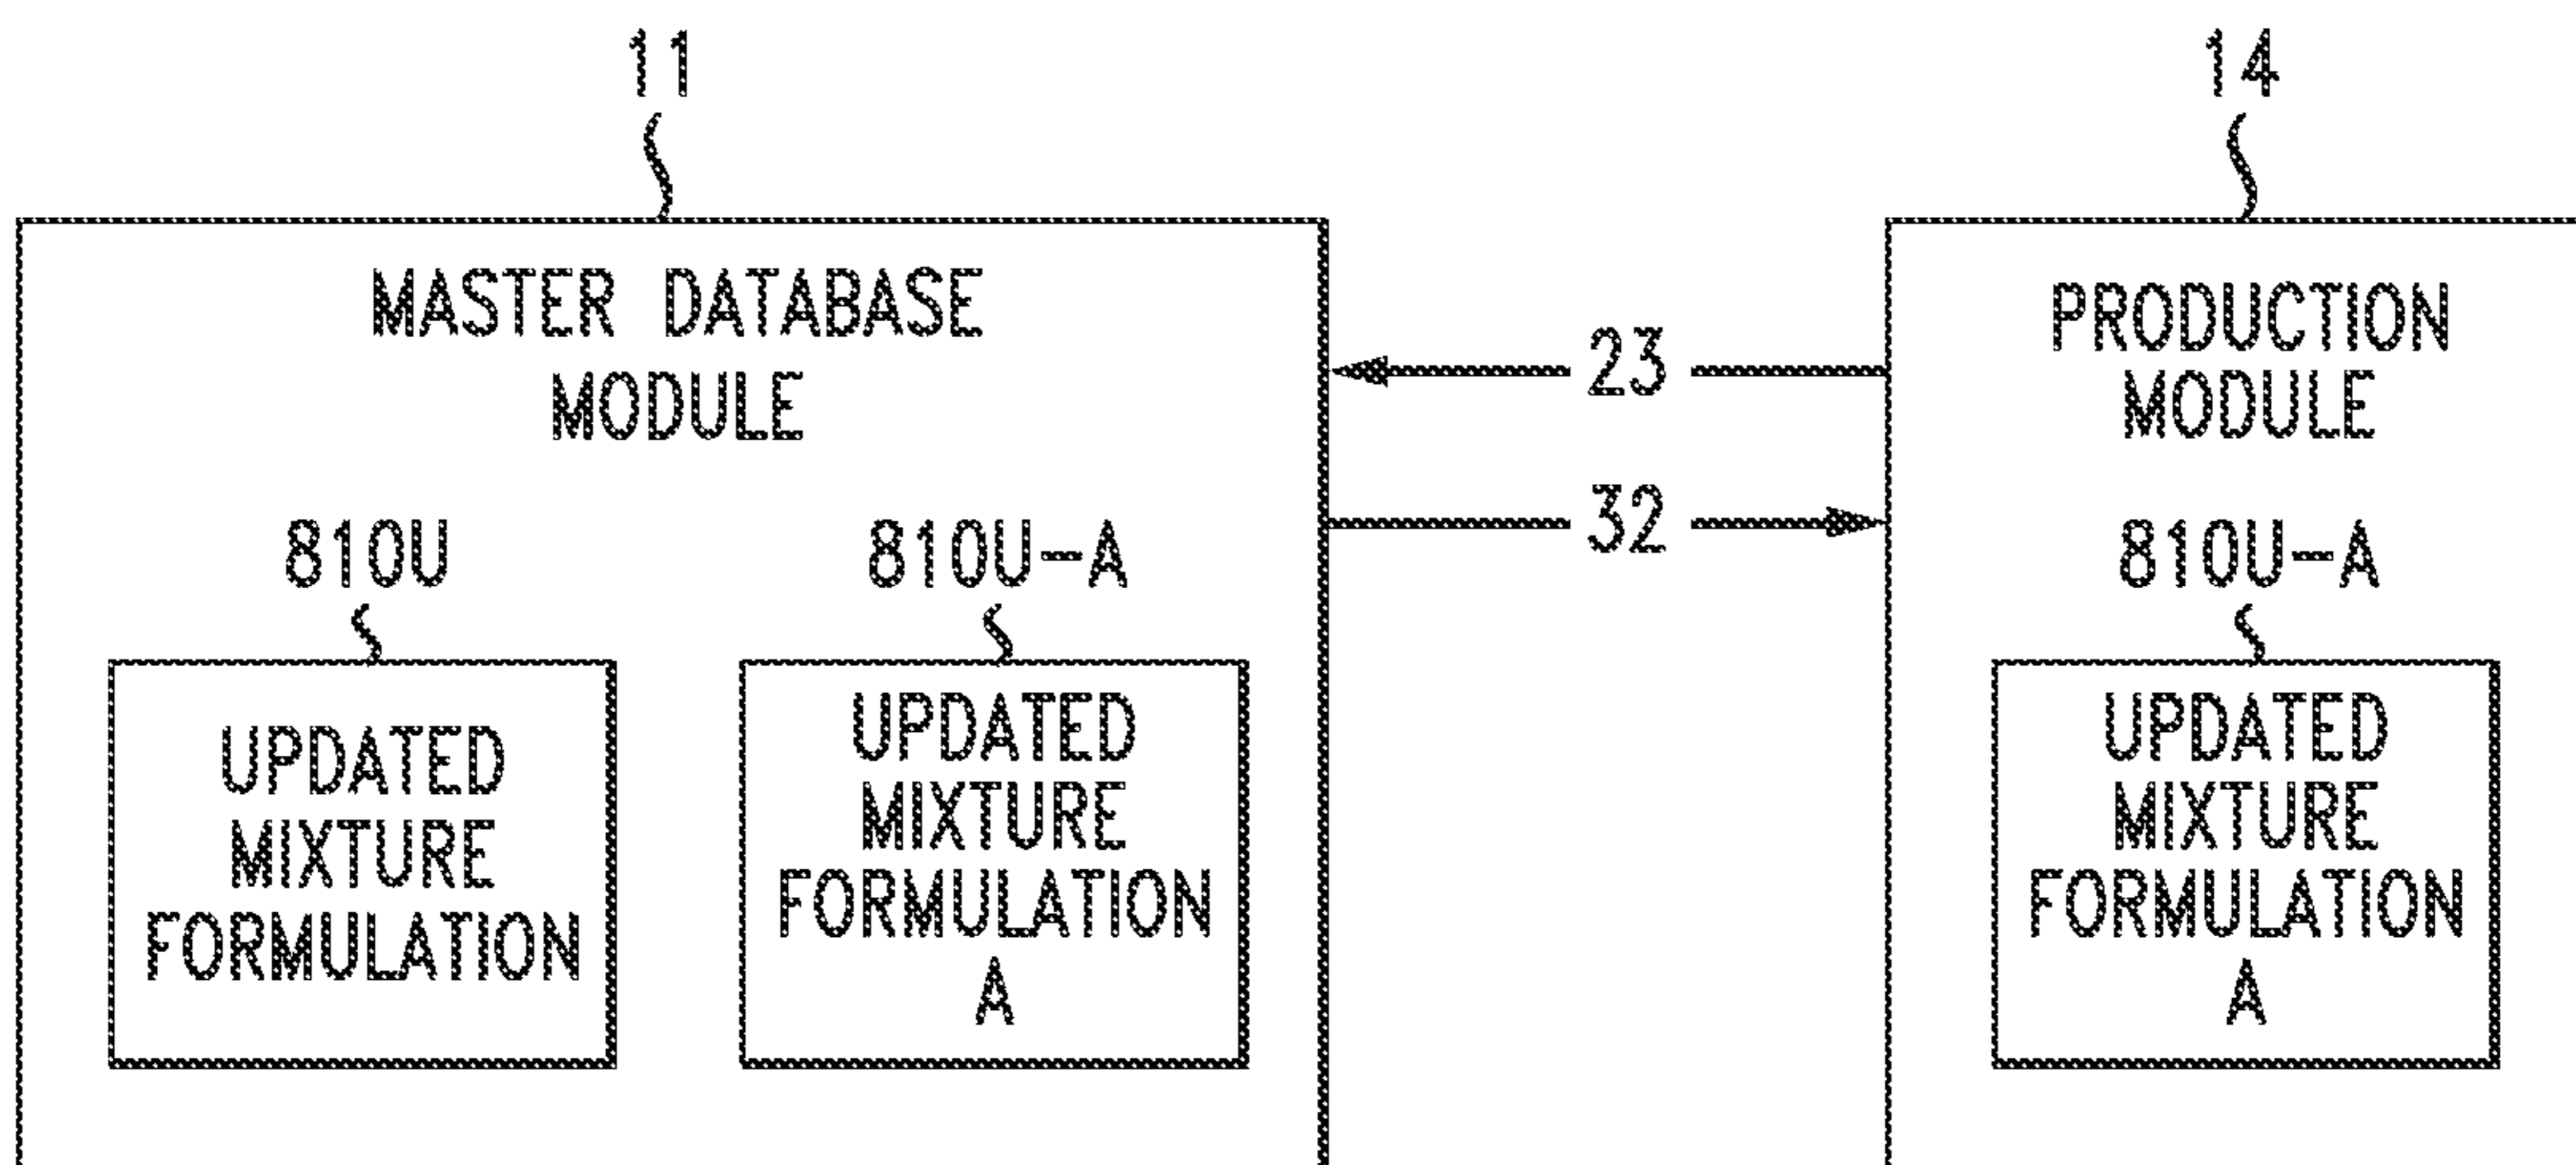 11
14
MASTER DATABASE
MODULE
PRODUCTION
MODULE
23
32
810U
810U-A
810U-A
UPDATED
MIXTURE
FORMULATION
UPDATED
MIXTURE
FORMULATION
A
UPDATED
MIXTURE
FORMULATION
A